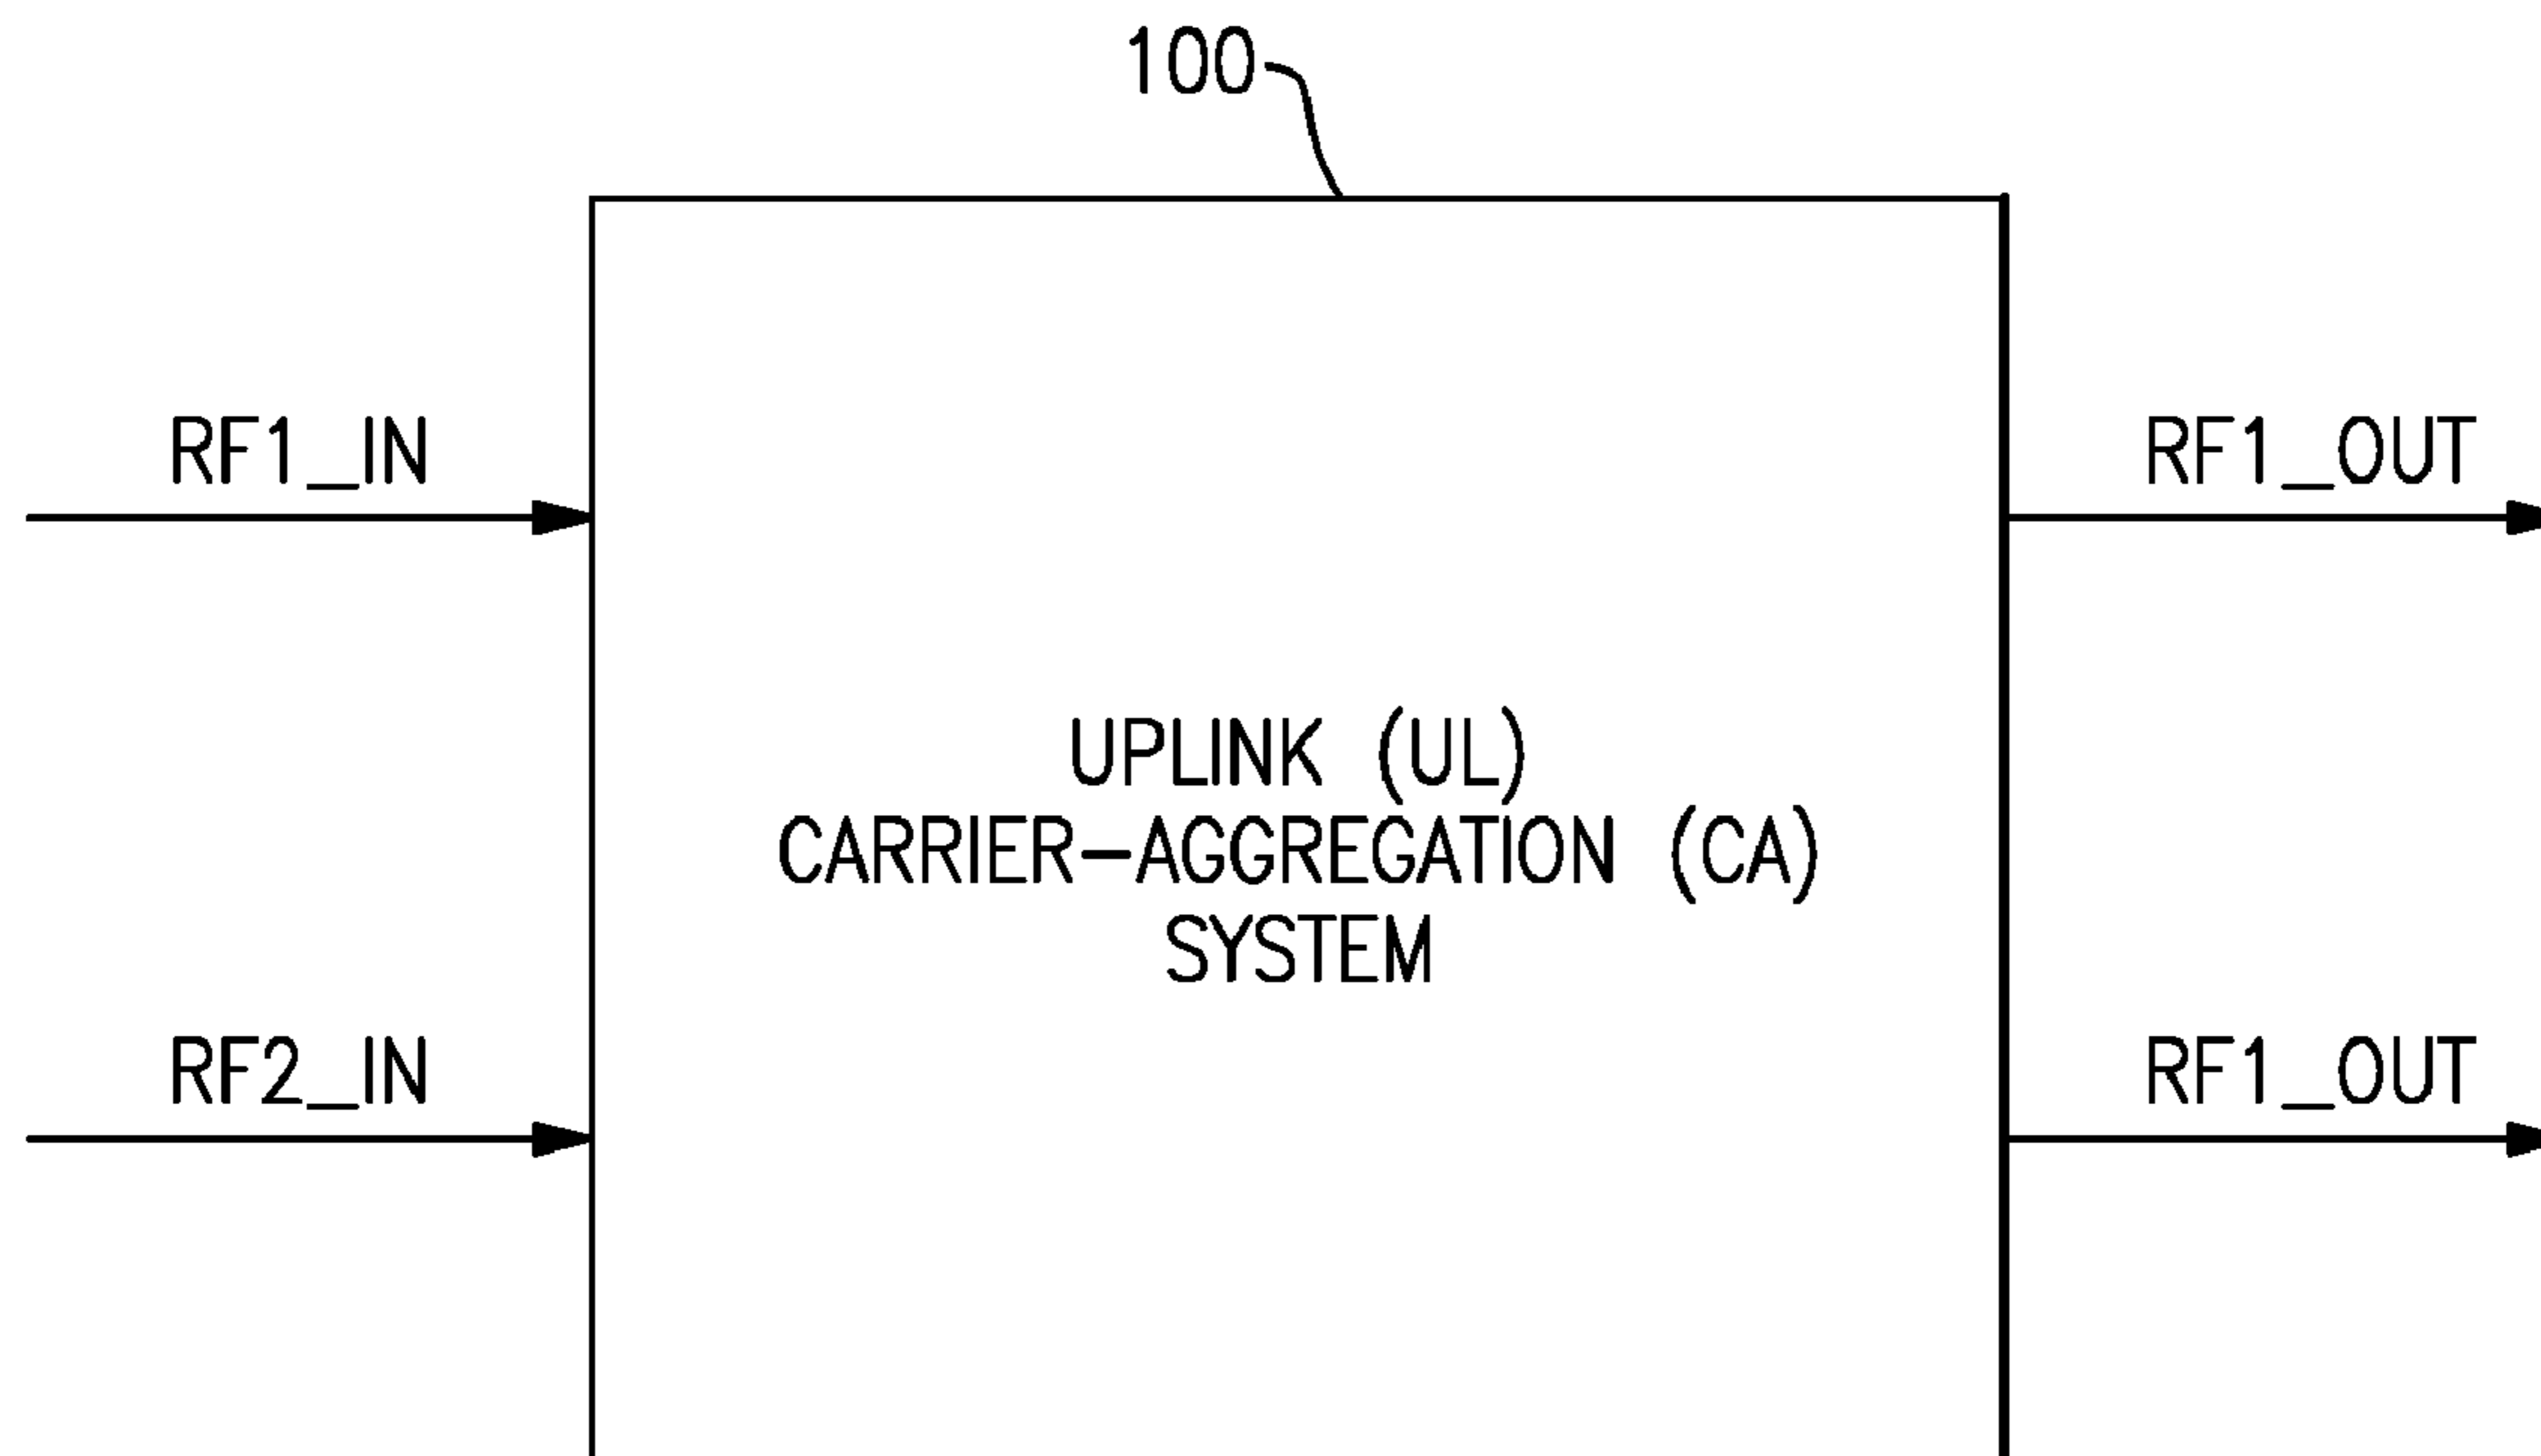 100
RF1_IN
RF1_OUT
UPLINK (UL)
CARRIER-AGGREGATION (CA)
SYSTEM
RF2_IN
RF1_OUT